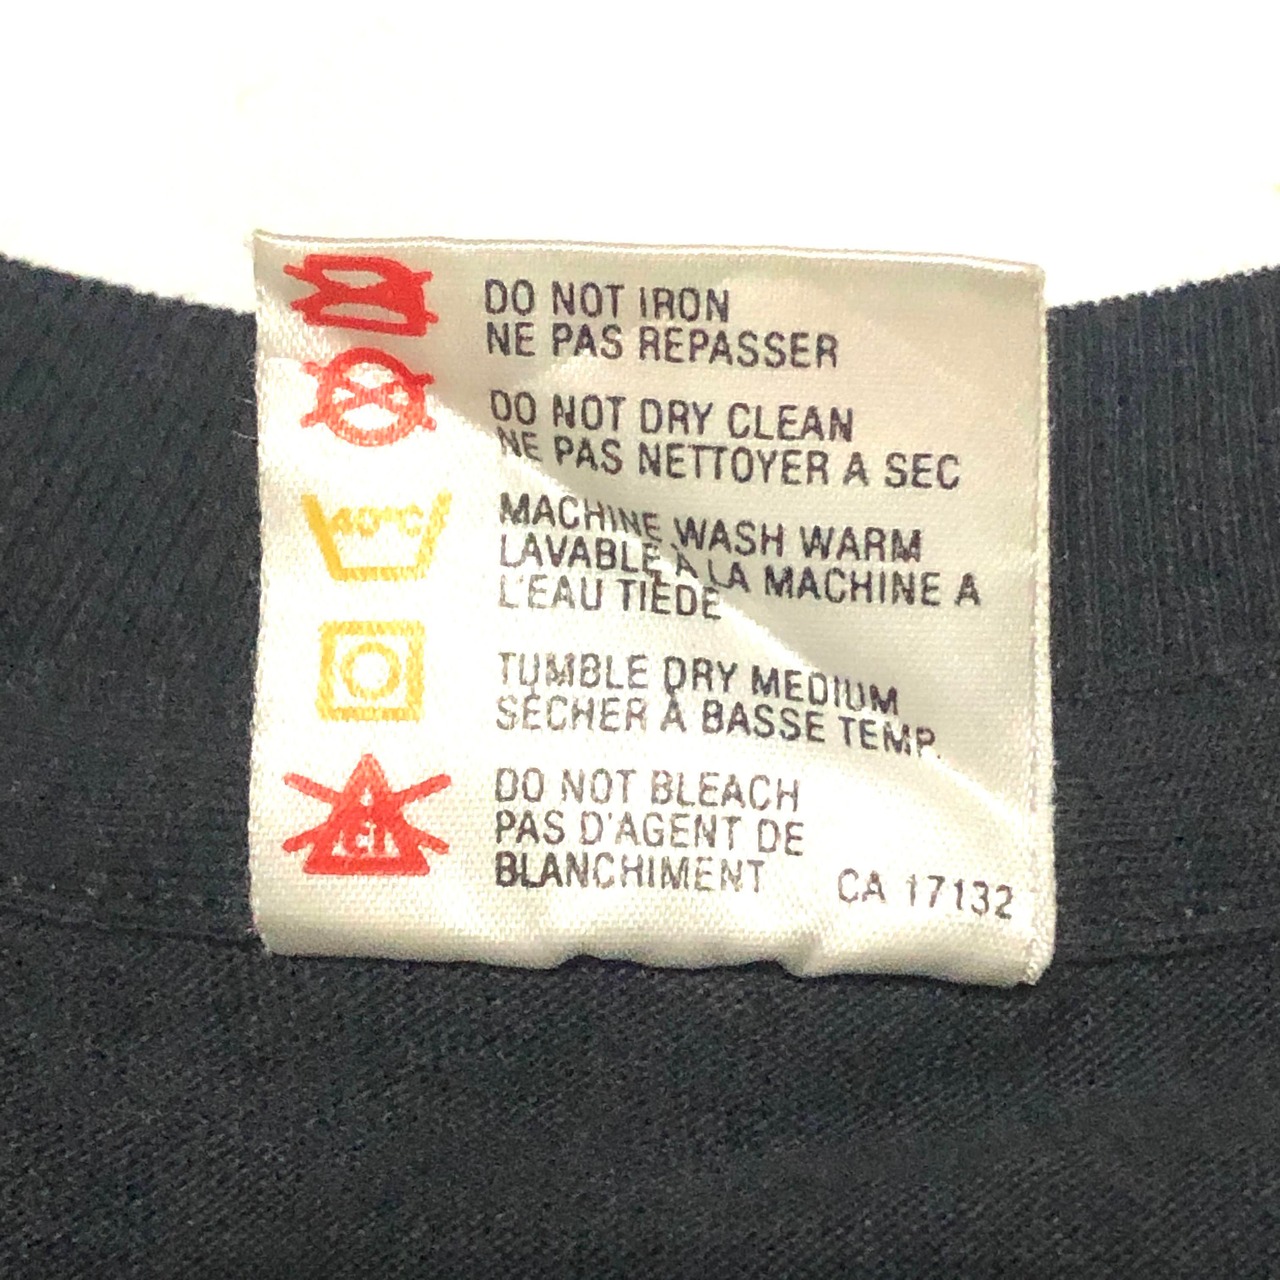 DO NOT IRON
NE PAS REPASSER
DO NOT DRY CLEAN
NE PAS NETTOYER A SEC
40°C
MACHINE WASH WARM
LAVABLE À LA MACHINE A
L'EAU TIÈDE
TUMBLE DRY MEDIUM
SÉCHER À BASSE TEMP.
DO NOT BLEACH
PAS D'AGENT DE
BLANCHIMENT
CA 17132